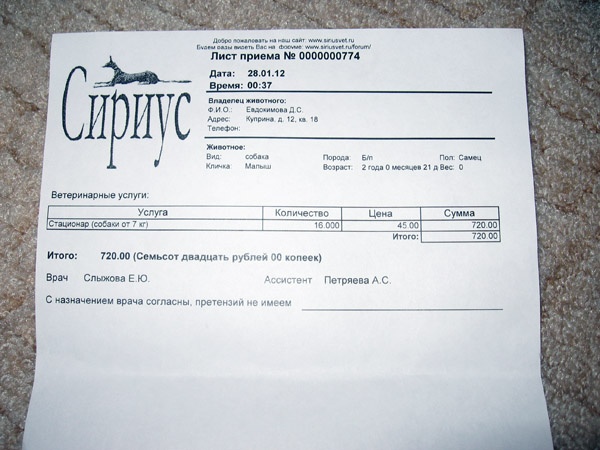 Добро пожаловать на наш сайт: www.siriusvet.ru
Будем рады видеть Вас на форуме: www.siriusvet.ru/forum/
Лист приема № 0000000774
Сириус
Дата: 28.01.12
Время: 00:37
Владелец животного:
Ф.И.О.: Евдокимова Д.С.
Адрес: Куприна, д. 12, кв. 18
Телефон:
Животное:
Вид: собака Порода: Б/п Пол: Самец
Кличка: Малыш Возраст: 2 года 0 месяцев 21 д Вес: 0
Ветеринарные услуги:
Услуга Количество Цена Сумма
Стационар (собаки от 7 кг) 16.000 45.00 720.00
Итого: 720.00
Итого: 720.00 (Семьсот двадцать рублей 00 копеек)
Врач Слыжова Е.Ю. Ассистент Петряева А.С.
С назначением врача согласны, претензий не имеем